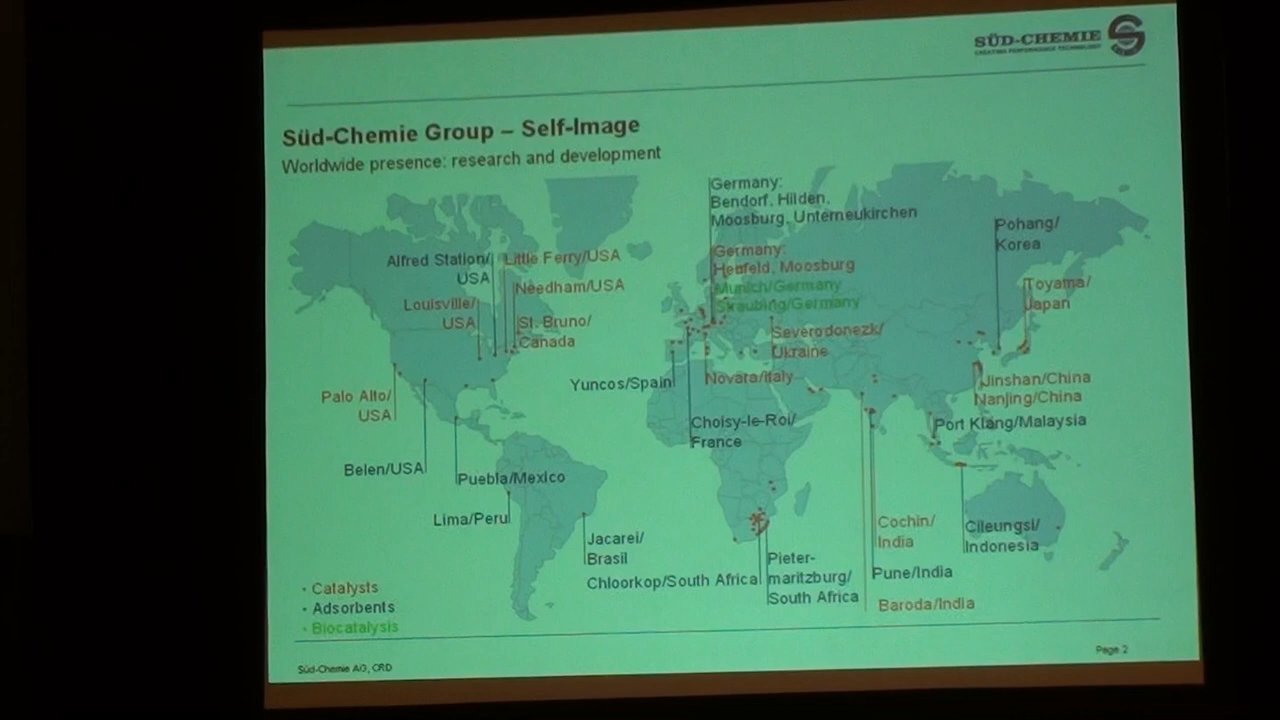 SÜD-CHEMIE
CREATING PERFORMANCE TECHNOLOGY
Süd-Chemie Group – Self-Image
Worldwide presence: research and development
Germany:
Bendorf, Hilden,
Moosburg, Unterneukirchen
Germany:
Heufeld, Moosburg
Munich/Germany
Straubing/Germany
Pohang/
Korea
Toyama/
Japan
Alfred Station/
USA
Little Ferry/USA
Needham/USA
Louisville/
USA
St. Bruno/
Canada
Severodonezk/
Ukraine
Yuncos/Spain
Novara/Italy
Jinshan/China
Nanjing/China
Palo Alto/
USA
Choisy-le-Roi/
France
Port Klang/Malaysia
Belen/USA
Puebla/Mexico
Lima/Peru
Jacarei/
Brasil
Chloorkop/South Africa
Pieter-
maritzburg/
South Africa
Cochin/
India
Pune/India
Baroda/India
Cileungsi/
Indonesia
· Catalysts
· Adsorbents
· Biocatalysis
Süd-Chemie AG, CRD
Page 2